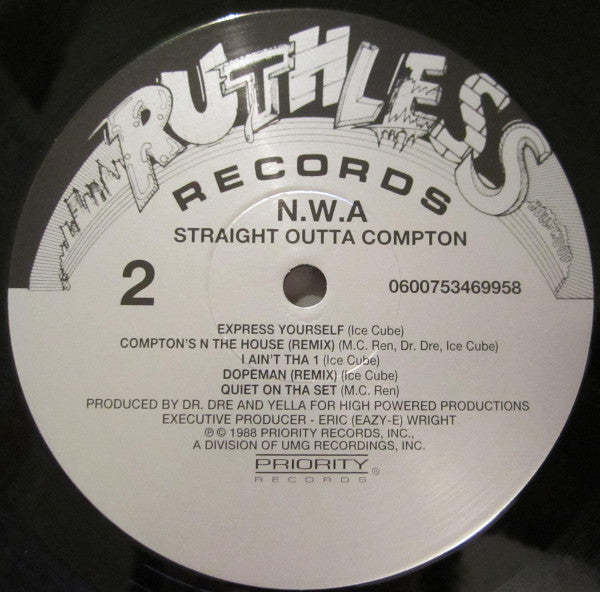 RUTHLESS
HOLLYWOOD
RECORDS
N.W.A
STRAIGHT OUTTA COMPTON
2
0600753469958
EXPRESS YOURSELF (Ice Cube)
COMPTON'S N THE HOUSE (REMIX) (M.C. Ren, Dr. Dre, Ice Cube)
I AIN'T THA 1 (Ice Cube)
DOPEMAN (REMIX) (Ice Cube)
QUIET ON THA SET (M.C. Ren)
PRODUCED BY DR. DRE AND YELLA FOR HIGH POWERED PRODUCTIONS
EXECUTIVE PRODUCER - ERIC (EAZY-E) WRIGHT
℗ © 1988 PRIORITY RECORDS, INC.,
A DIVISION OF UMG RECORDINGS, INC.
PRIORITY ®
RECORDS